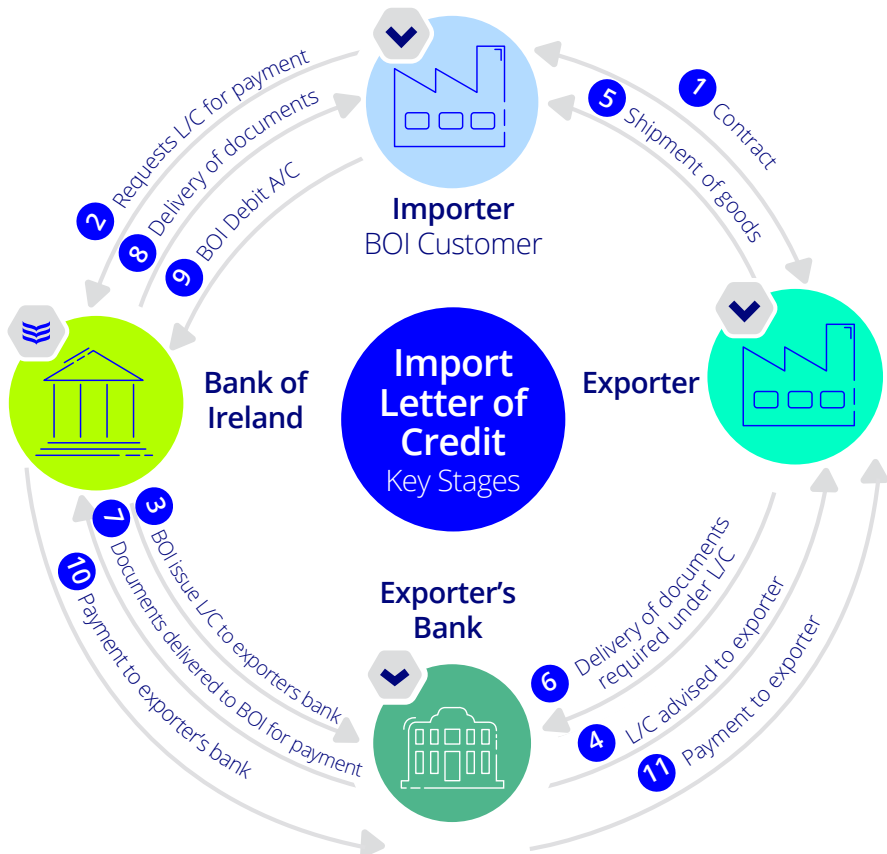 1 Contract
5 Shipment of goods
2 Requests L/C for payment
8 Delivery of documents
9 BOI Debit A/C
Importer
BOI Customer
Bank of
Ireland
Import
Letter of
Credit
Key Stages
Exporter
3 BOI issue L/C to exporters bank
7 Documents delivered to BOI for payment
10 Payment to exporter's bank
Exporter's
Bank
6 Delivery of documents
required under L/C
4 L/C advised to exporter
11 Payment to exporter